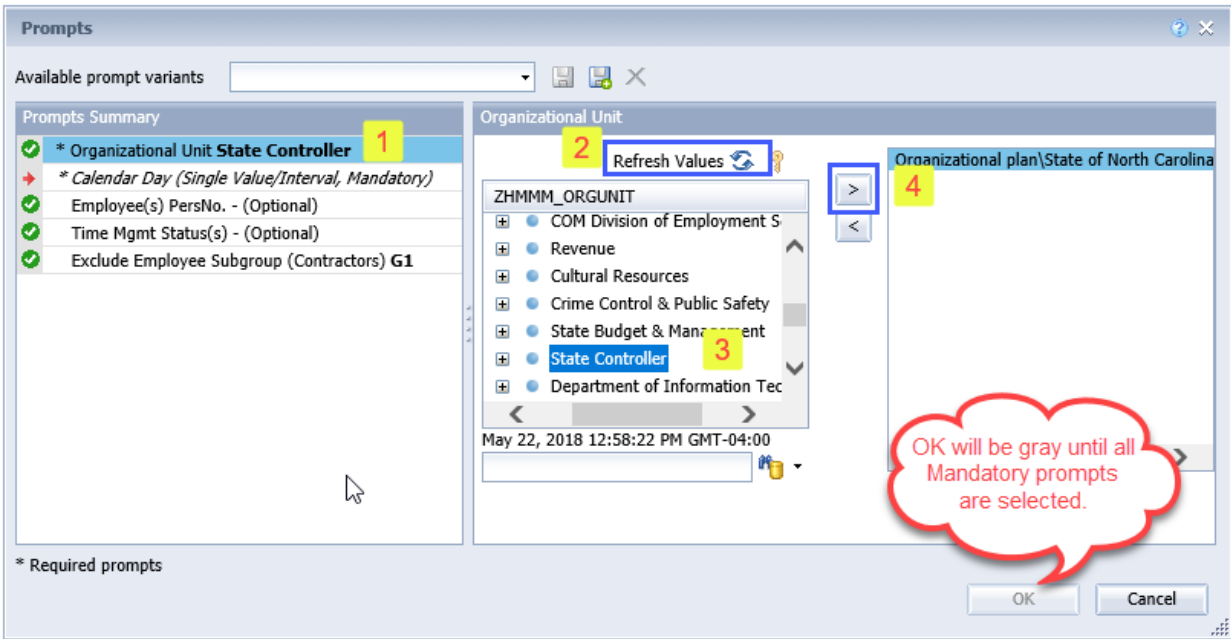 Prompts
Available prompt variants
Prompts Summary
* Organizational Unit State Controller
1
* Calendar Day (Single Value/Interval, Mandatory)
Employee(s) PersNo. - (Optional)
Time Mgmt Status(s) - (Optional)
Exclude Employee Subgroup (Contractors) G1
Organizational Unit
2
Refresh Values
ZHMMM_ORGUNIT
COM Division of Employment S
Revenue
Cultural Resources
Crime Control & Public Safety
State Budget & Management
State Controller
3
Department of Information Tec
May 22, 2018 12:58:22 PM GMT-04:00
>
<
4
Organizational plan\State of North Carolina
OK will be gray until all
Mandatory prompts
are selected.
* Required prompts
OK
Cancel